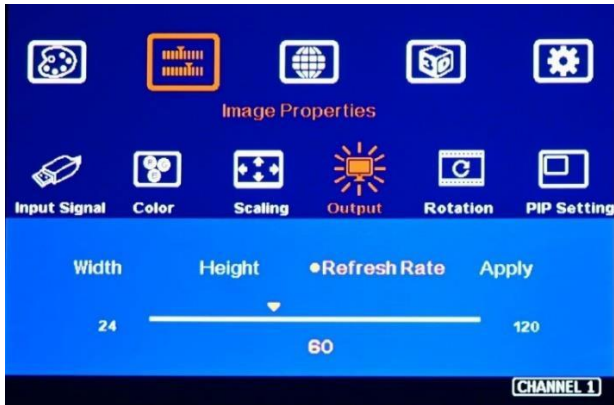 3D
Image Properties
Input Signal Color Scaling Output Rotation PIP Setting
Width Height Refresh Rate Apply
24 120
60
CHANNEL 1